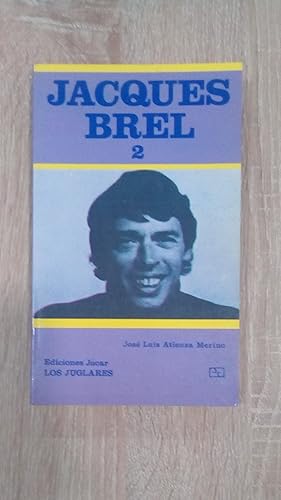 JACQUES
BREL
2
José Luis Atienza Merino
Ediciones Jucar
LOS JUGLARES